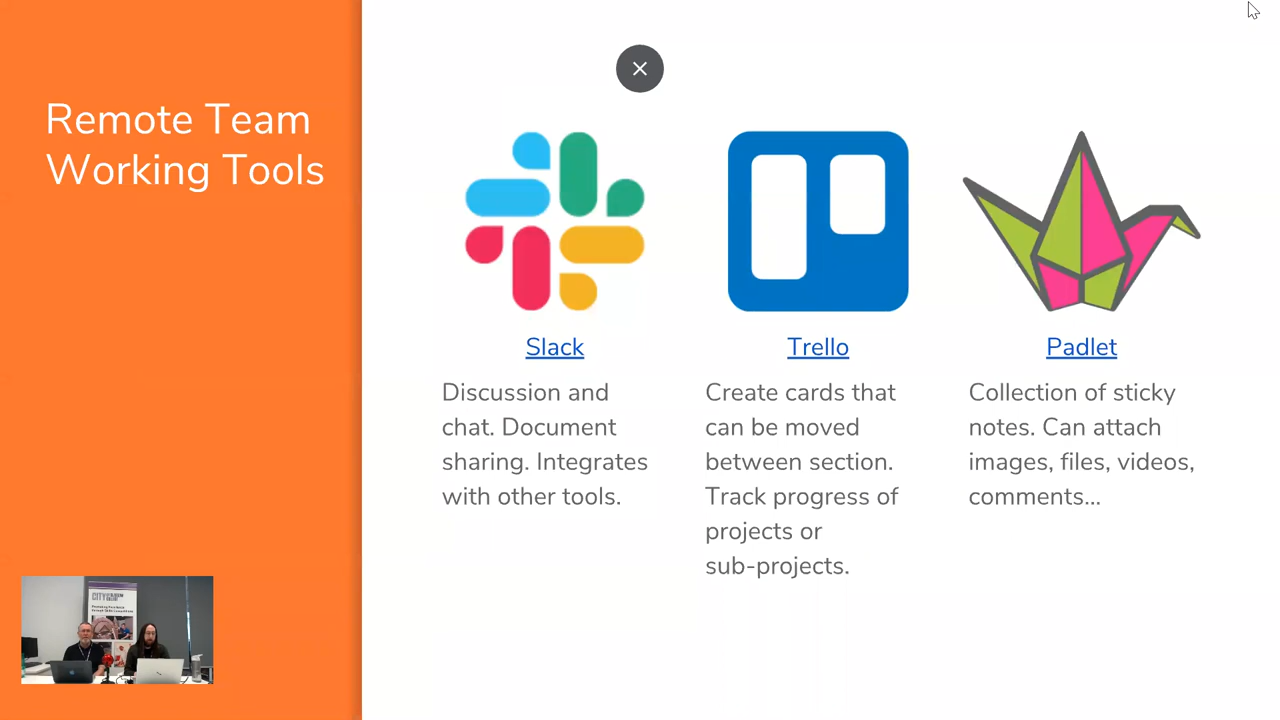 Remote Team
Working Tools
Slack
Discussion and
chat. Document
sharing. Integrates
with other tools.
Trello
Create cards that
can be moved
between section.
Track progress of
projects or
sub-projects.
Padlet
Collection of sticky
notes. Can attach
images, files, videos,
comments...
CITY